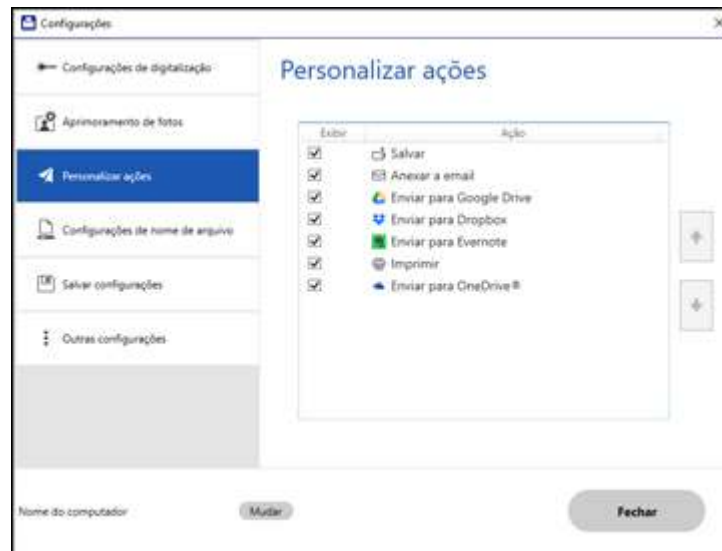 Configurações
Configurações de digitalização
Aprimoramento de fotos
Personalizar ações
Configurações de nome de arquivo
Salvar configurações
Outras configurações
Personalizar ações
Exibir Ação
Salvar
Anexar a email
Enviar para Google Drive
Enviar para Dropbox
Enviar para Evernote
Imprimir
Enviar para OneDrive®
Nome do computador Mudar Fechar